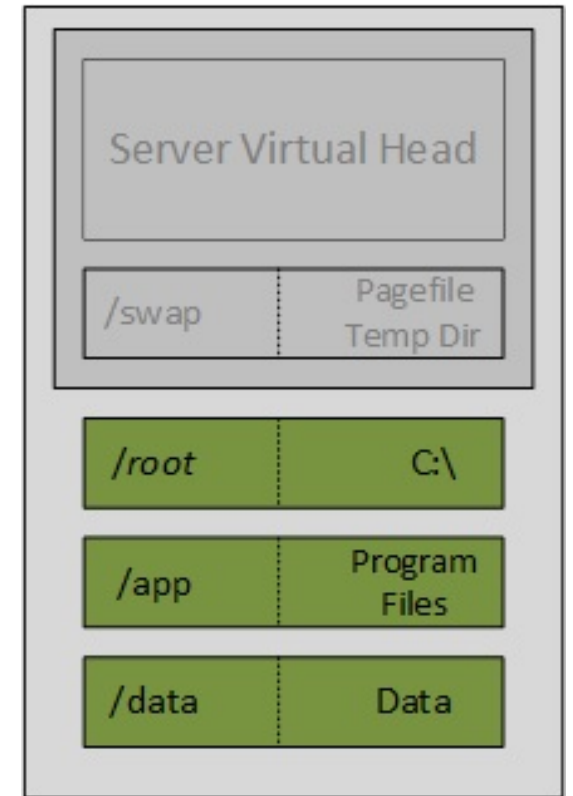 Server Virtual Head
/swap
Pagefile
Temp Dir
/root
C:\
/app
Program
Files
/data
Data